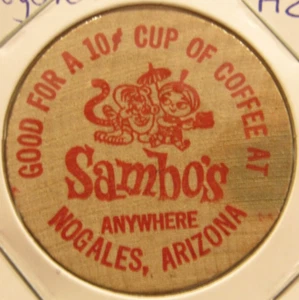 GOOD FOR A 10¢ CUP OF COFFEE AT
Sambo's
ANYWHERE
NOGALES, ARIZONA